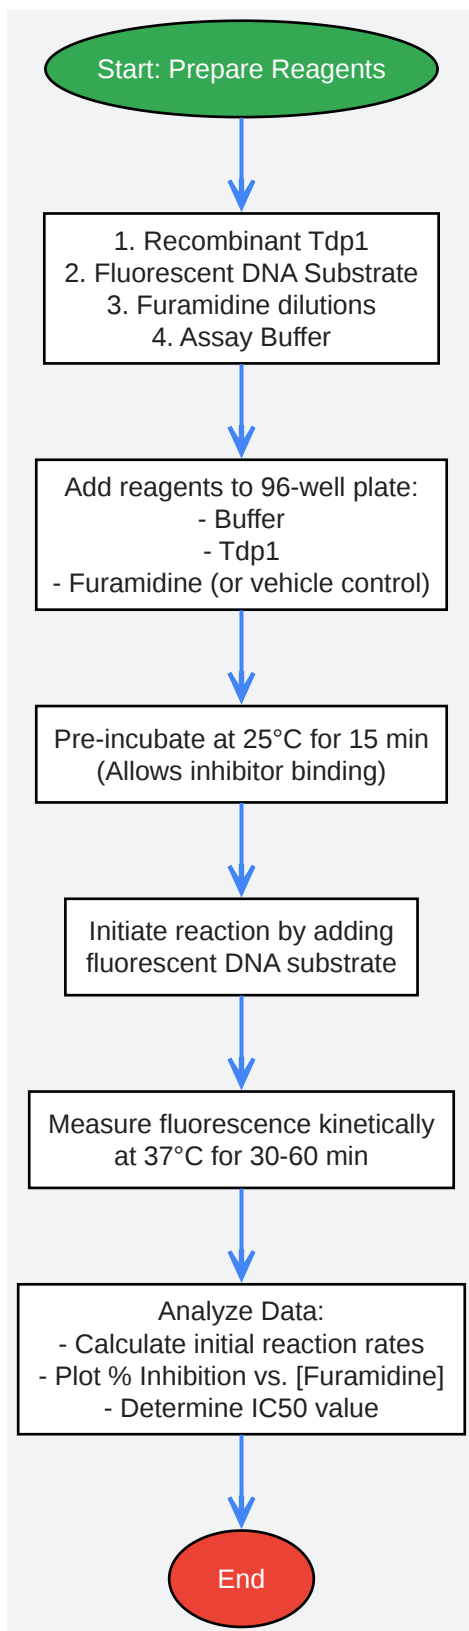 Start: Prepare Reagents
1. Recombinant Tdp1
2. Fluorescent DNA Substrate
3. Furamidine dilutions
4. Assay Buffer
Add reagents to 96-well plate:
- Buffer
- Tdp1
- Furamidine (or vehicle control)
Pre-incubate at 25°C for 15 min
(Allows inhibitor binding)
Initiate reaction by adding
fluorescent DNA substrate
Measure fluorescence kinetically
at 37°C for 30-60 min
Analyze Data:
- Calculate initial reaction rates
- Plot % Inhibition vs. [Furamidine]
- Determine IC50 value
End